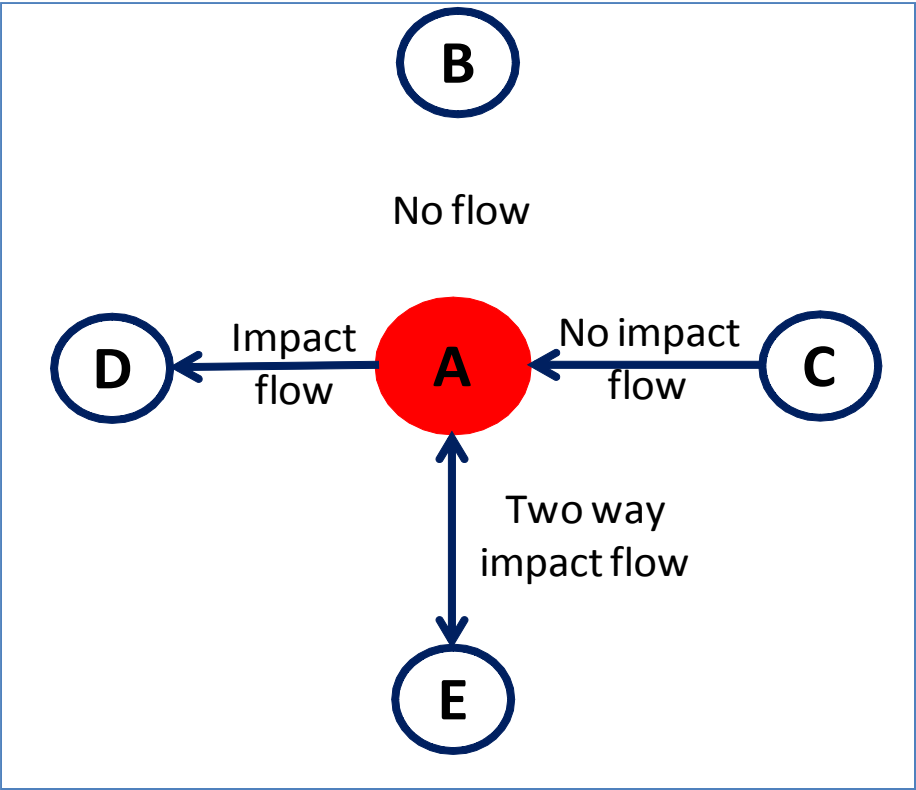 B
No flow
D
Impact
flow
A
No impact
flow
C
Two way
impact flow
E